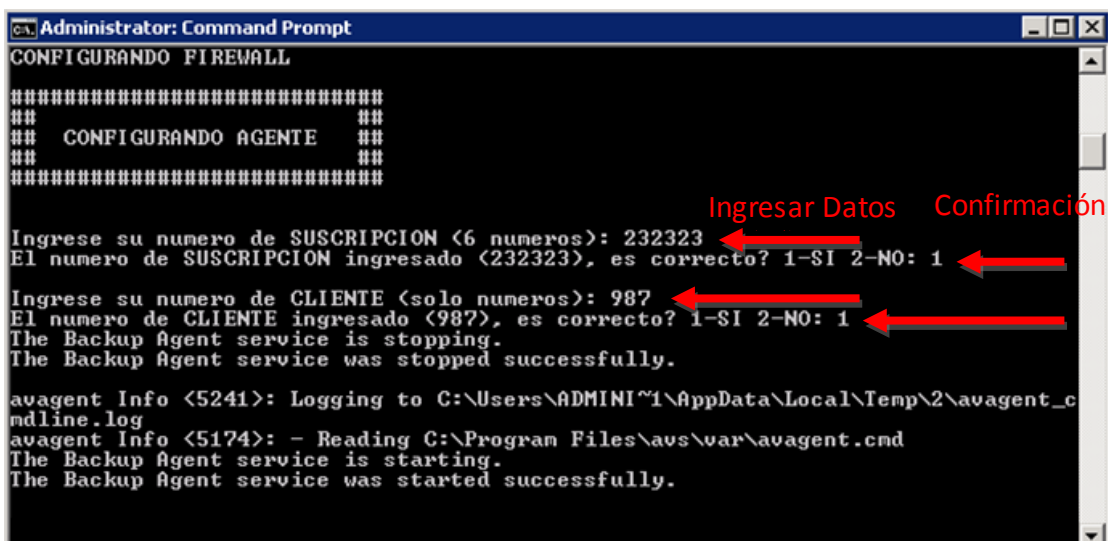 Administrator: Command Prompt
CONFIGURANDO FIREWALL
############################
##                        ##
##  CONFIGURANDO AGENTE   ##
##                        ##
############################
Ingresar Datos Confirmación
Ingrese su numero de SUSCRIPCION (6 numeros): 232323
El numero de SUSCRIPCION ingresado (232323), es correcto? 1-SI 2-NO: 1
Ingrese su numero de CLIENTE (solo numeros): 987
El numero de CLIENTE ingresado (987), es correcto? 1-SI 2-NO: 1
The Backup Agent service is stopping.
The Backup Agent service was stopped successfully.
avagent Info <5241>: Logging to C:\Users\ADMINI~1\AppData\Local\Temp\2\avagent_c
mdline.log
avagent Info <5174>: - Reading C:\Program Files\avs\var\avagent.cmd
The Backup Agent service is starting.
The Backup Agent service was started successfully.